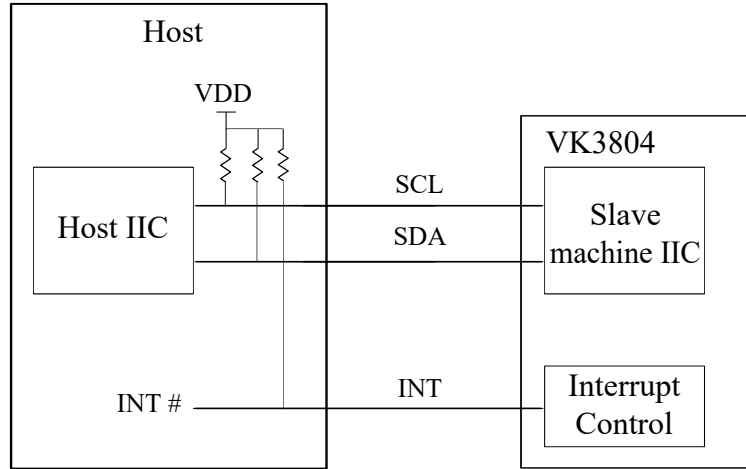 Host
VDD
VK3804
Host IIC
SCL
SDA
Slave
machine IIC
INT #
INT
Interrupt
Control